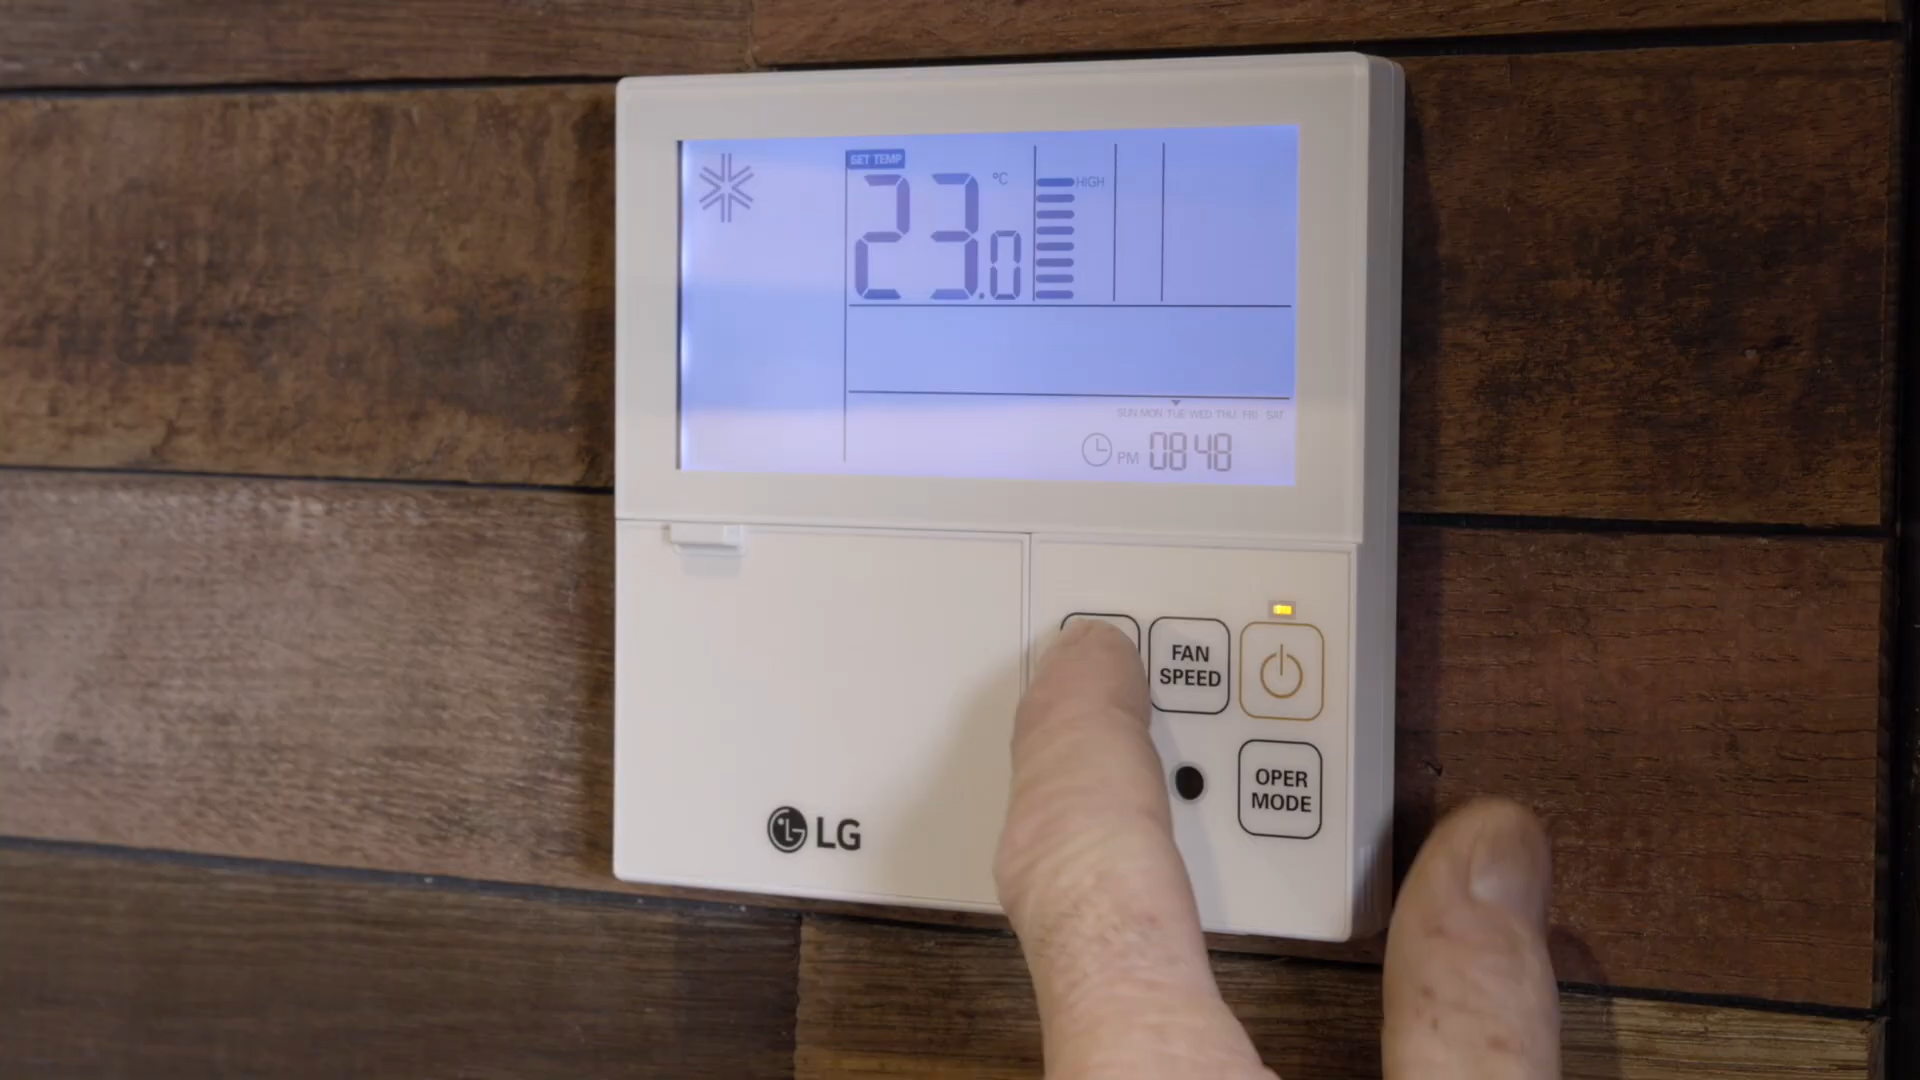 SET TEMP
23.0 °C
HIGH
SUN MON TUE WED THU FRI SAT
PM 08 48
FAN
SPEED
OPER
MODE
LG